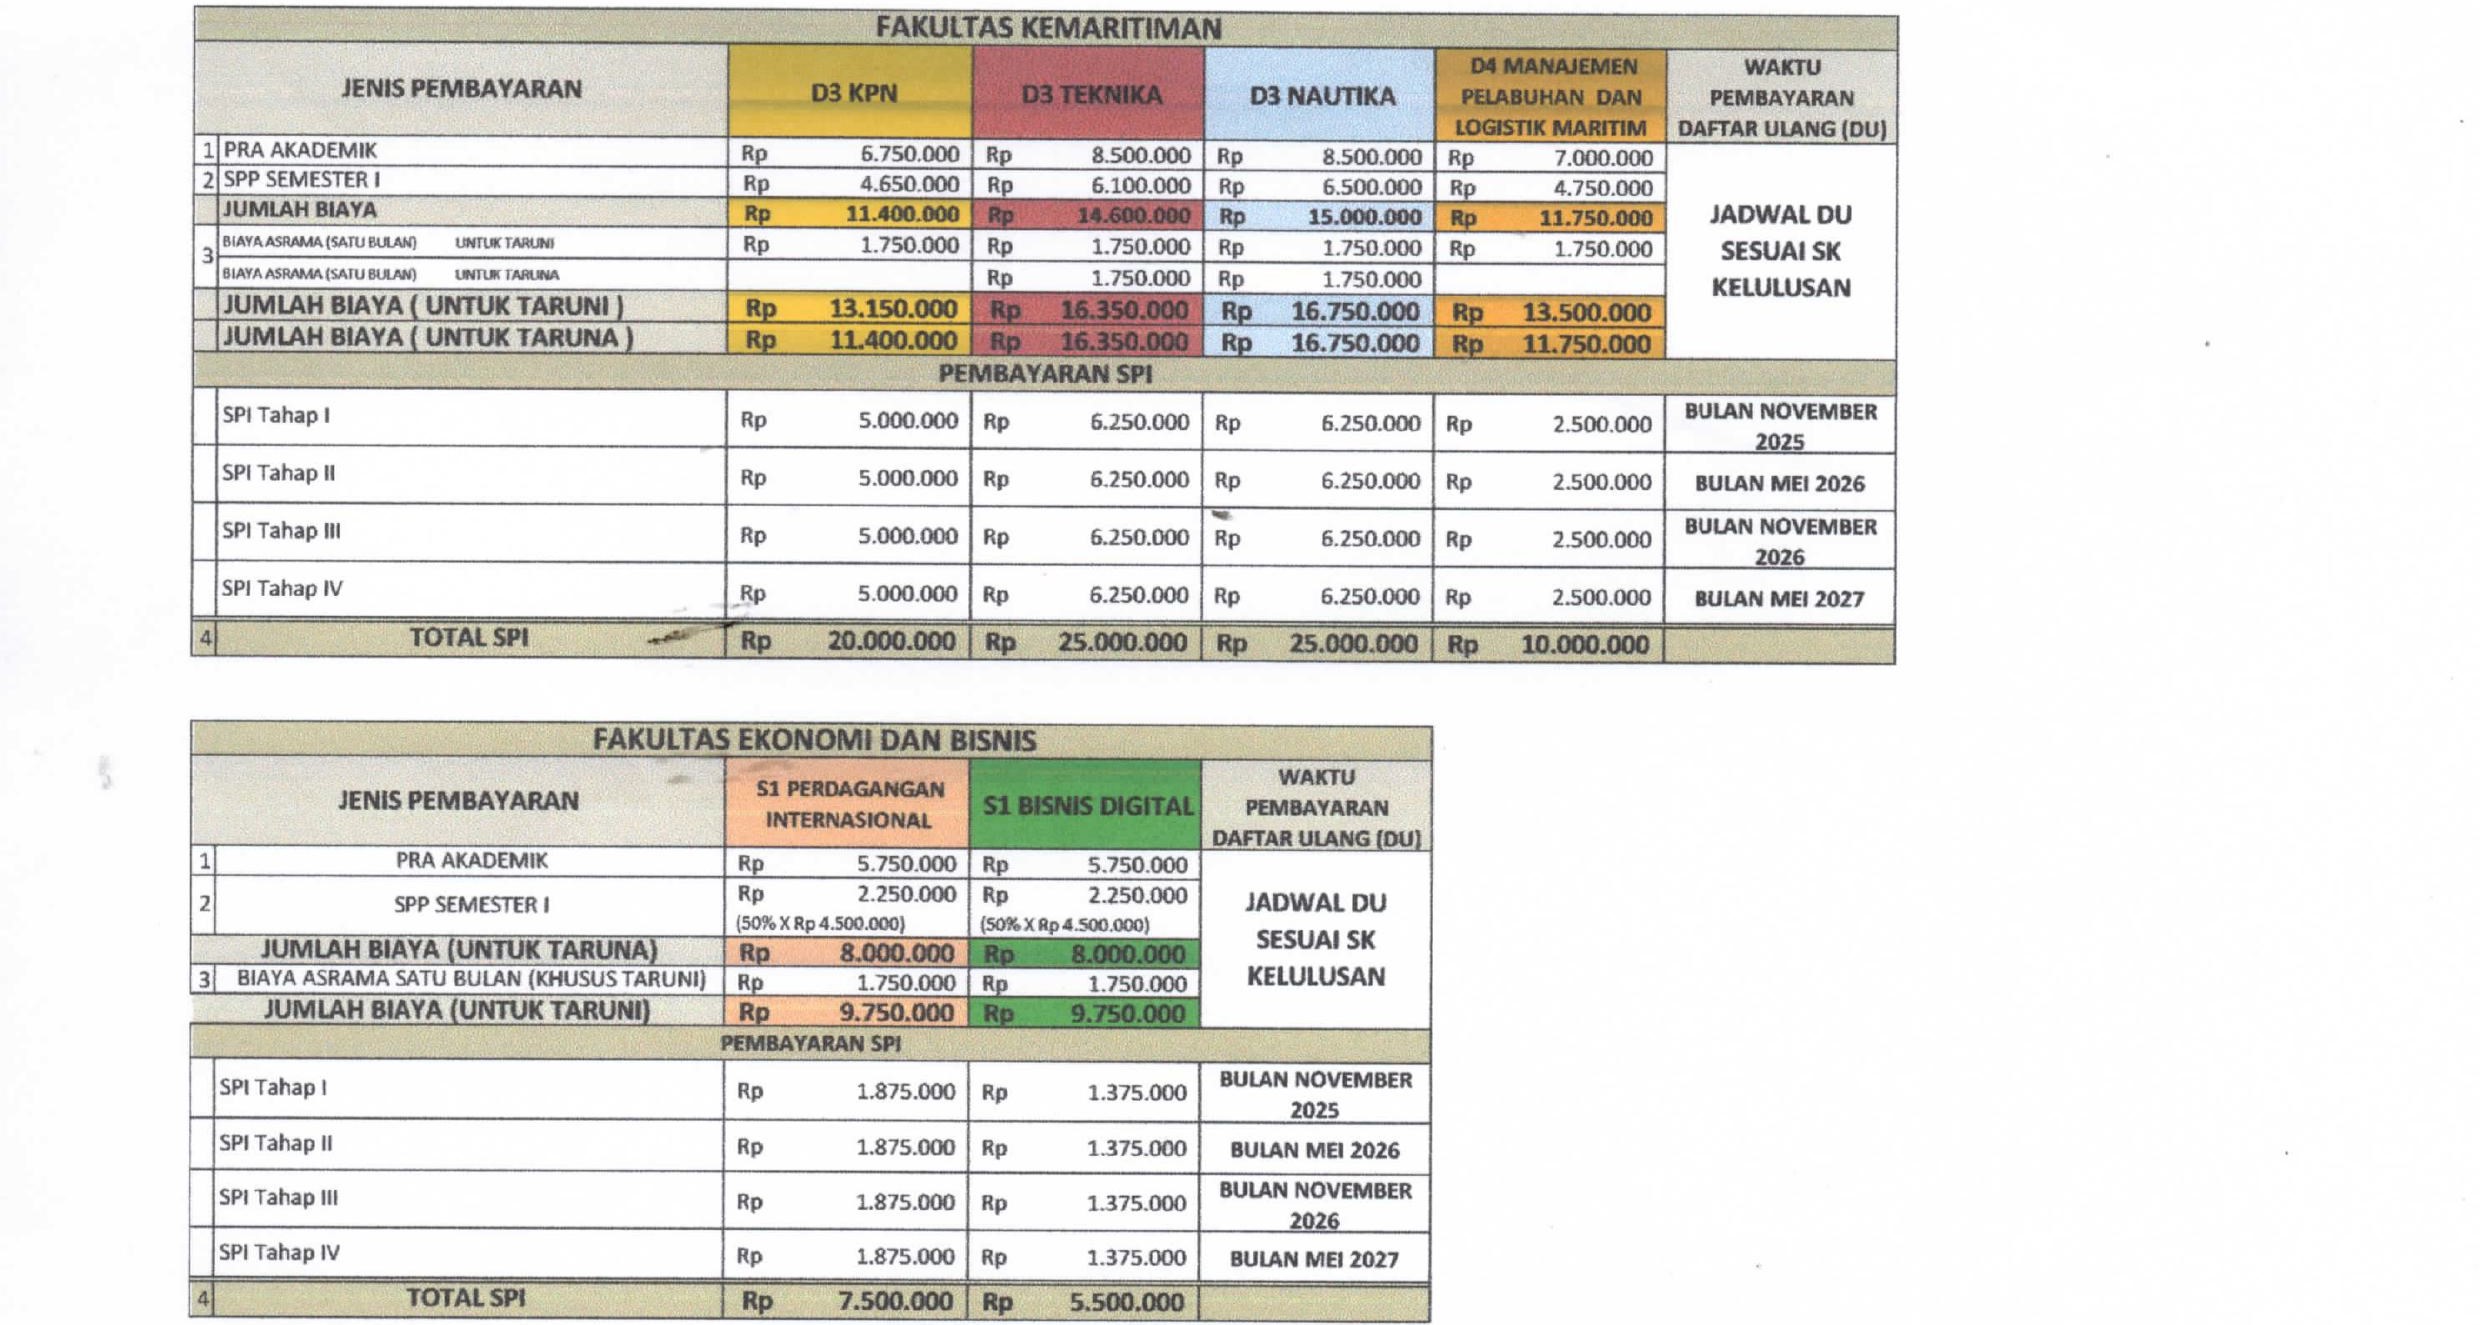 FAKULTAS KEMARITIMAN
JENIS PEMBAYARAN D3 KPN D3 TEKNIKA D3 NAUTIKA D4 MANAJEMEN PELABUHAN DAN LOGISTIK MARITIM WAKTU PEMBAYARAN DAFTAR ULANG (DU)
1 PRA AKADEMIK Rp 6.750.000 Rp 8.500.000 Rp 8.500.000 Rp 7.000.000
2 SPP SEMESTER I Rp 4.650.000 Rp 6.100.000 Rp 6.500.000 Rp 4.750.000
JUMLAH BIAYA Rp 11.400.000 Rp 14.600.000 Rp 15.000.000 Rp 11.750.000
3 BIAYA ASRAMA (SATU BULAN) UNTUK TARUNI Rp 1.750.000 Rp 1.750.000 Rp 1.750.000 Rp 1.750.000
BIAYA ASRAMA (SATU BULAN) UNTUK TARUNA Rp 1.750.000 Rp 1.750.000
JUMLAH BIAYA ( UNTUK TARUNI ) Rp 13.150.000 Rp 16.350.000 Rp 16.750.000 Rp 13.500.000
JUMLAH BIAYA ( UNTUK TARUNA ) Rp 11.400.000 Rp 16.350.000 Rp 16.750.000 Rp 11.750.000
JADWAL DU
SESUAI SK
KELULUSAN
PEMBAYARAN SPI
SPI Tahap I Rp 5.000.000 Rp 6.250.000 Rp 6.250.000 Rp 2.500.000 BULAN NOVEMBER 2025
SPI Tahap II Rp 5.000.000 Rp 6.250.000 Rp 6.250.000 Rp 2.500.000 BULAN MEI 2026
SPI Tahap III Rp 5.000.000 Rp 6.250.000 Rp 6.250.000 Rp 2.500.000 BULAN NOVEMBER 2026
SPI Tahap IV Rp 5.000.000 Rp 6.250.000 Rp 6.250.000 Rp 2.500.000 BULAN MEI 2027
4 TOTAL SPI Rp 20.000.000 Rp 25.000.000 Rp 25.000.000 Rp 10.000.000
FAKULTAS EKONOMI DAN BISNIS
JENIS PEMBAYARAN S1 PERDAGANGAN INTERNASIONAL S1 BISNIS DIGITAL WAKTU PEMBAYARAN DAFTAR ULANG (DU)
1 PRA AKADEMIK Rp 5.750.000 Rp 5.750.000
2 SPP SEMESTER I Rp 2.250.000 Rp 2.250.000
(50% X Rp 4.500.000) (50% X Rp 4.500.000)
JUMLAH BIAYA (UNTUK TARUNA) Rp 8.000.000 Rp 8.000.000
3 BIAYA ASRAMA SATU BULAN (KHUSUS TARUNI) Rp 1.750.000 Rp 1.750.000
JUMLAH BIAYA (UNTUK TARUNI) Rp 9.750.000 Rp 9.750.000
JADWAL DU
SESUAI SK
KELULUSAN
PEMBAYARAN SPI
SPI Tahap I Rp 1.875.000 Rp 1.375.000 BULAN NOVEMBER 2025
SPI Tahap II Rp 1.875.000 Rp 1.375.000 BULAN MEI 2026
SPI Tahap III Rp 1.875.000 Rp 1.375.000 BULAN NOVEMBER 2026
SPI Tahap IV Rp 1.875.000 Rp 1.375.000 BULAN MEI 2027
4 TOTAL SPI Rp 7.500.000 Rp 5.500.000